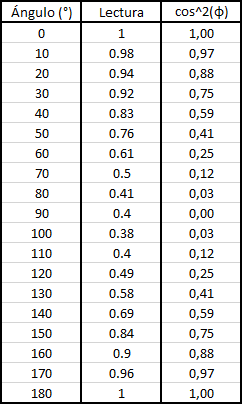 Ángulo (°) Lectura cos^2(ϕ)
0 1 1,00
10 0.98 0,97
20 0.94 0,88
30 0.92 0,75
40 0.83 0,59
50 0.76 0,41
60 0.61 0,25
70 0.5 0,12
80 0.41 0,03
90 0.4 0,00
100 0.38 0,03
110 0.4 0,12
120 0.49 0,25
130 0.58 0,41
140 0.69 0,59
150 0.84 0,75
160 0.9 0,88
170 0.96 0,97
180 1 1,00